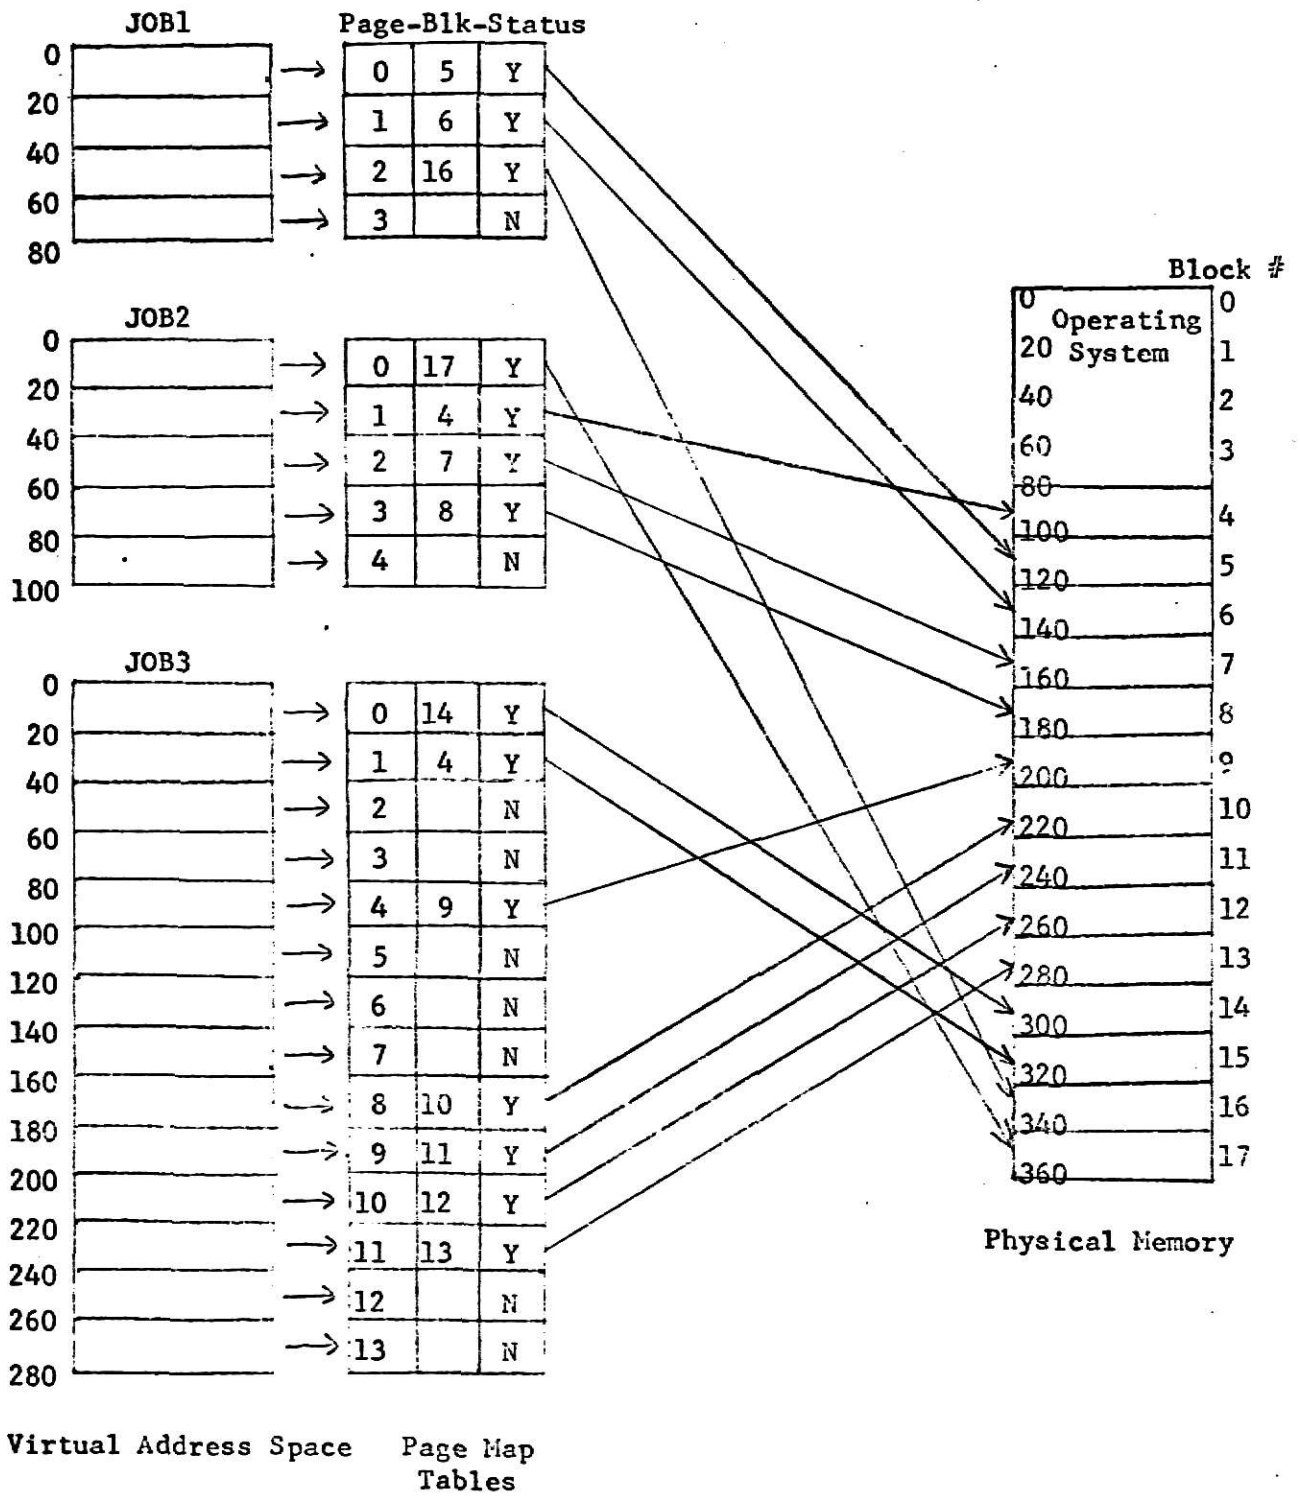 JOB1
Page-Blk-Status
0
0 5 Y
20
1 6 Y
40
2 16 Y
60
3 N
80
JOB2
0
0 17 Y
20
1 4 Y
40
2 7 Y
60
3 8 Y
80
4 N
100
JOB3
0
0 14 Y
20
1 4 Y
40
2 N
60
3 N
80
4 9 Y
100
5 N
120
6 N
140
7 N
160
8 10 Y
180
9 11 Y
200
10 12 Y
220
11 13 Y
240
12 N
260
13 N
280
Virtual Address Space
Page Map
Tables
Block #
0 Operating 0
20 System 1
40 2
60 3
80 4
100 5
120 6
140 7
160 8
180 9
200 10
220 11
240 12
260 13
280 14
300 15
320 16
340 17
360
Physical Memory